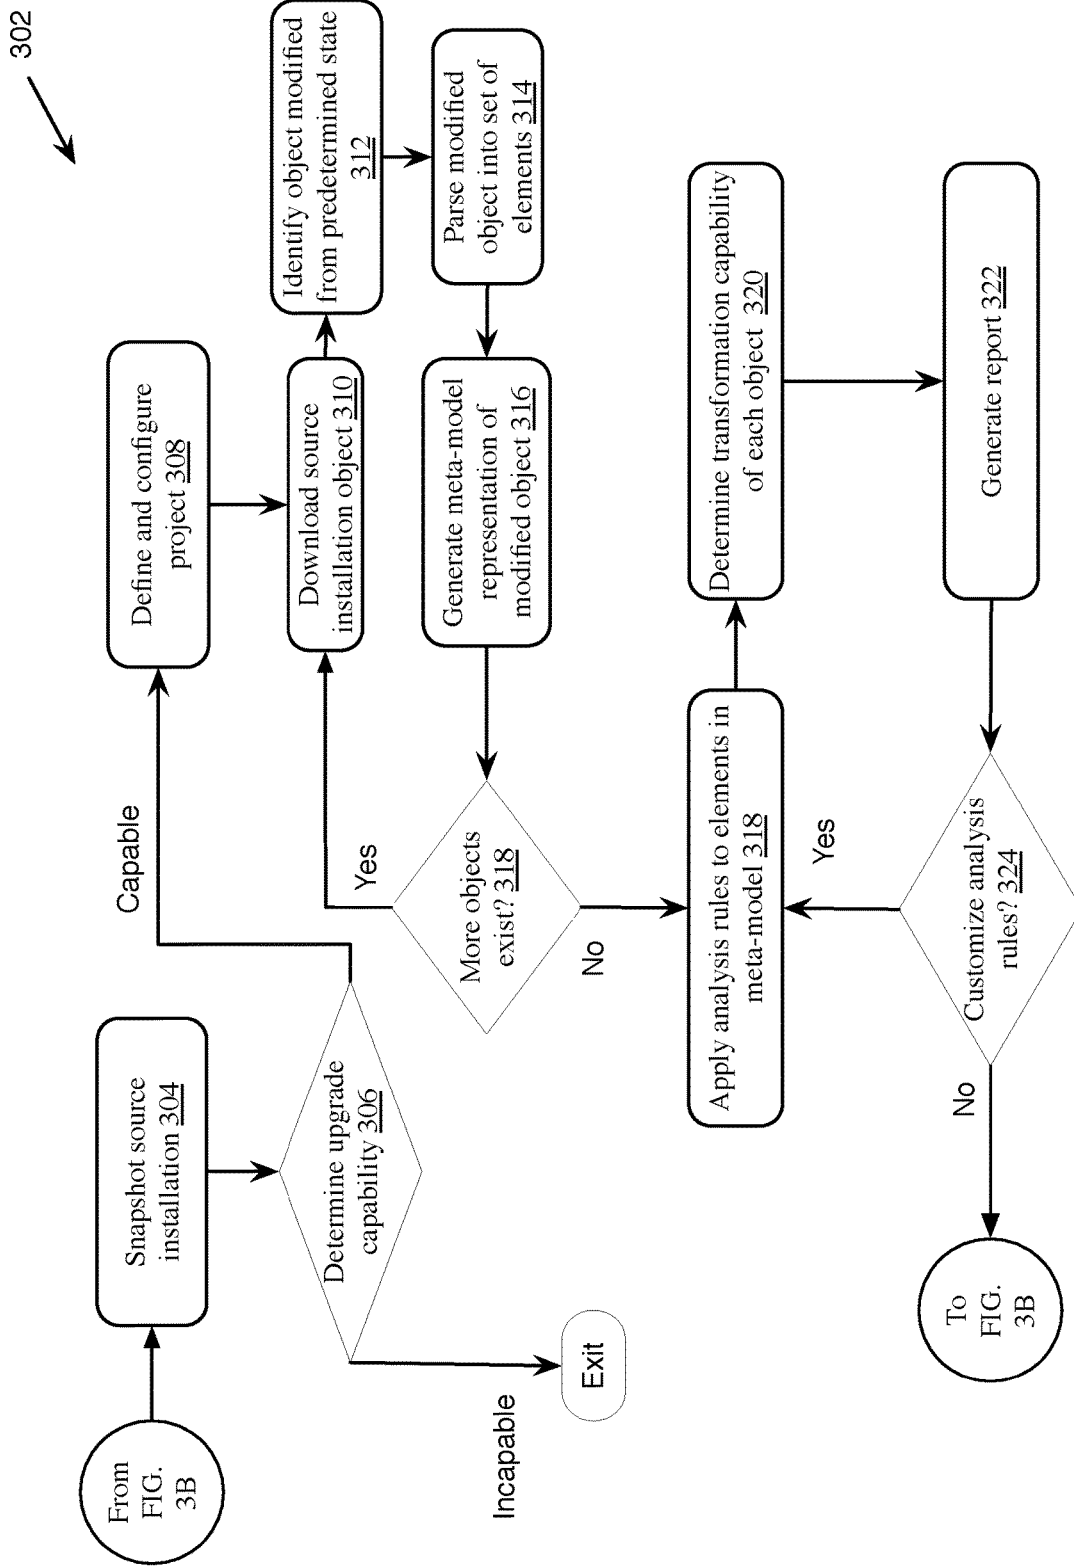 302
From
FIG.
3B
Snapshot source
installation 304
Determine upgrade
capability 306
Incapable
Exit
Capable
Define and configure
project 308
Download source
installation object 310
Identify object modified
from predetermined state
312
Parse modified
object into set of
elements 314
Generate meta-model
representation of
modified object 316
More objects
exist? 318
Yes
No
Apply analysis rules to elements in
meta-model 318
Determine transformation capability
of each object 320
Generate report 322
Customize analysis
rules? 324
Yes
No
To
FIG.
3B